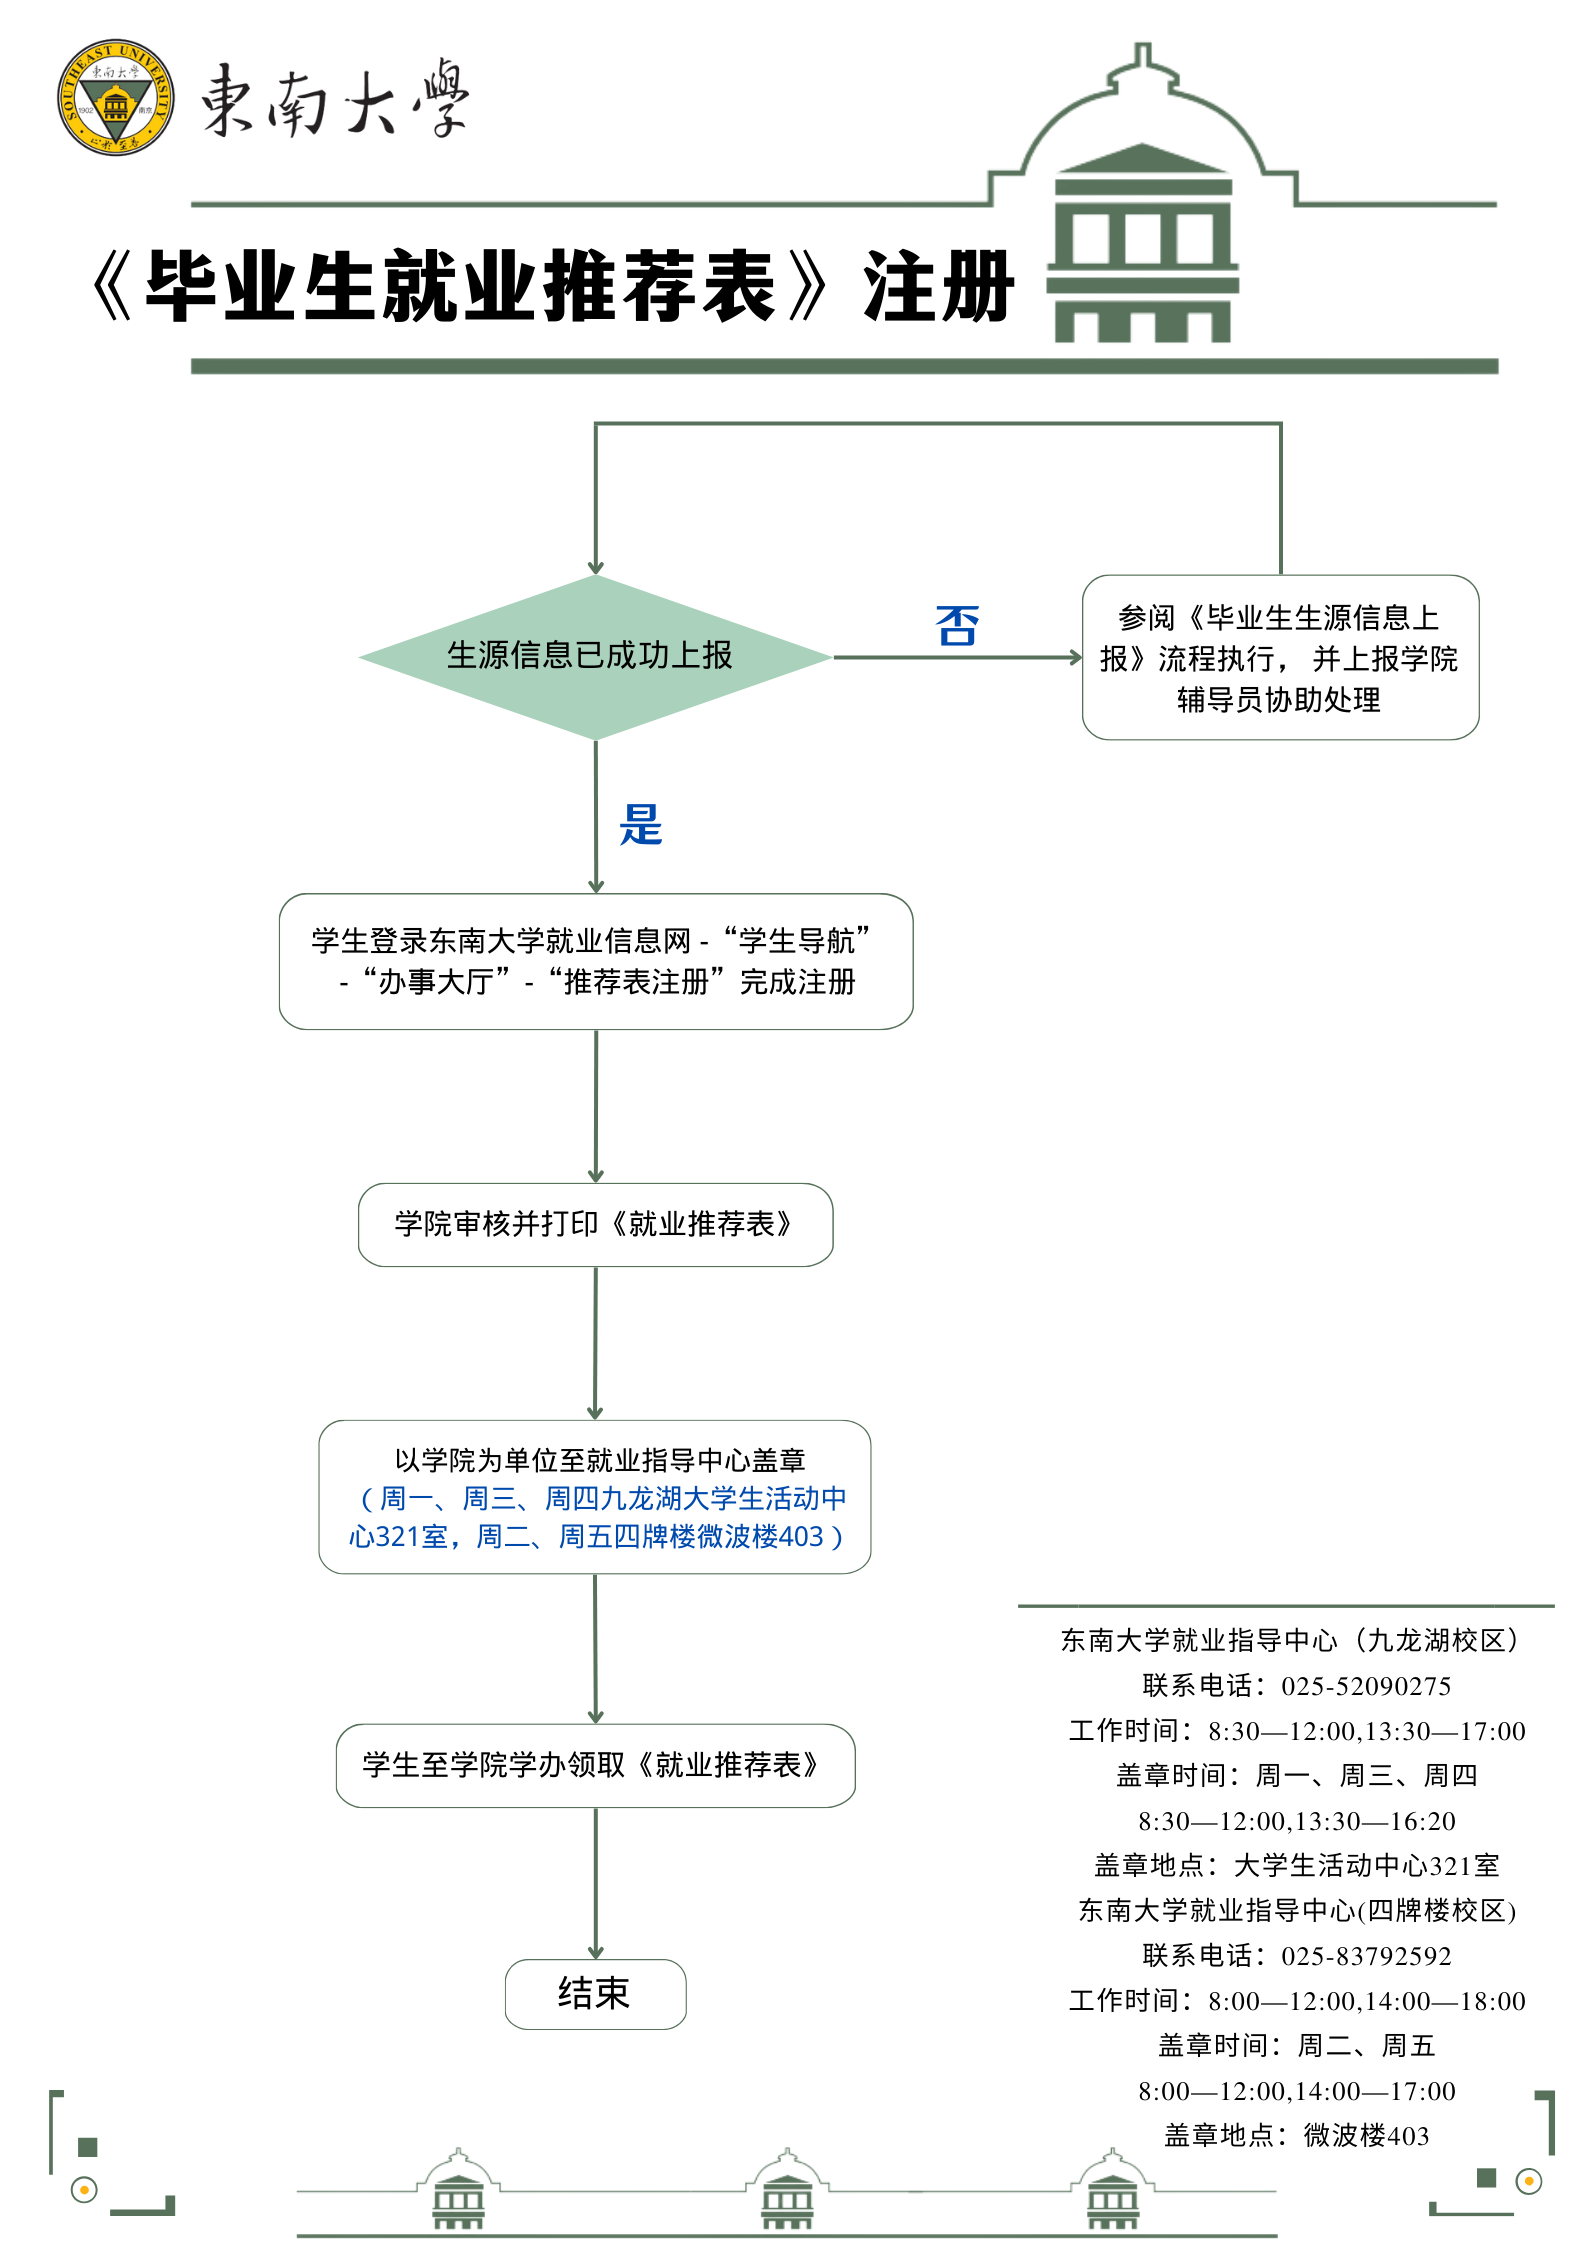 SOUTHEAST UNIVERSITY
東南大學
1902
南京
東南大學
《毕业生就业推荐表》注册
生源信息已成功上报
否
参阅《毕业生生源信息上
报》流程执行， 并上报学院
辅导员协助处理
是
学生登录东南大学就业信息网 -“学生导航”
-“办事大厅”-“推荐表注册”完成注册
学院审核并打印《就业推荐表》
以学院为单位至就业指导中心盖章
（周一、周三、周四九龙湖大学生活动中
心321室，周二、周五四牌楼微波楼403）
学生至学院学办领取《就业推荐表》
结束
东南大学就业指导中心（九龙湖校区）
联系电话：025-52090275
工作时间：8:30—12:00,13:30—17:00
盖章时间：周一、周三、周四
8:30—12:00,13:30—16:20
盖章地点：大学生活动中心321室
东南大学就业指导中心(四牌楼校区)
联系电话：025-83792592
工作时间：8:00—12:00,14:00—18:00
盖章时间：周二、周五
8:00—12:00,14:00—17:00
盖章地点：微波楼403